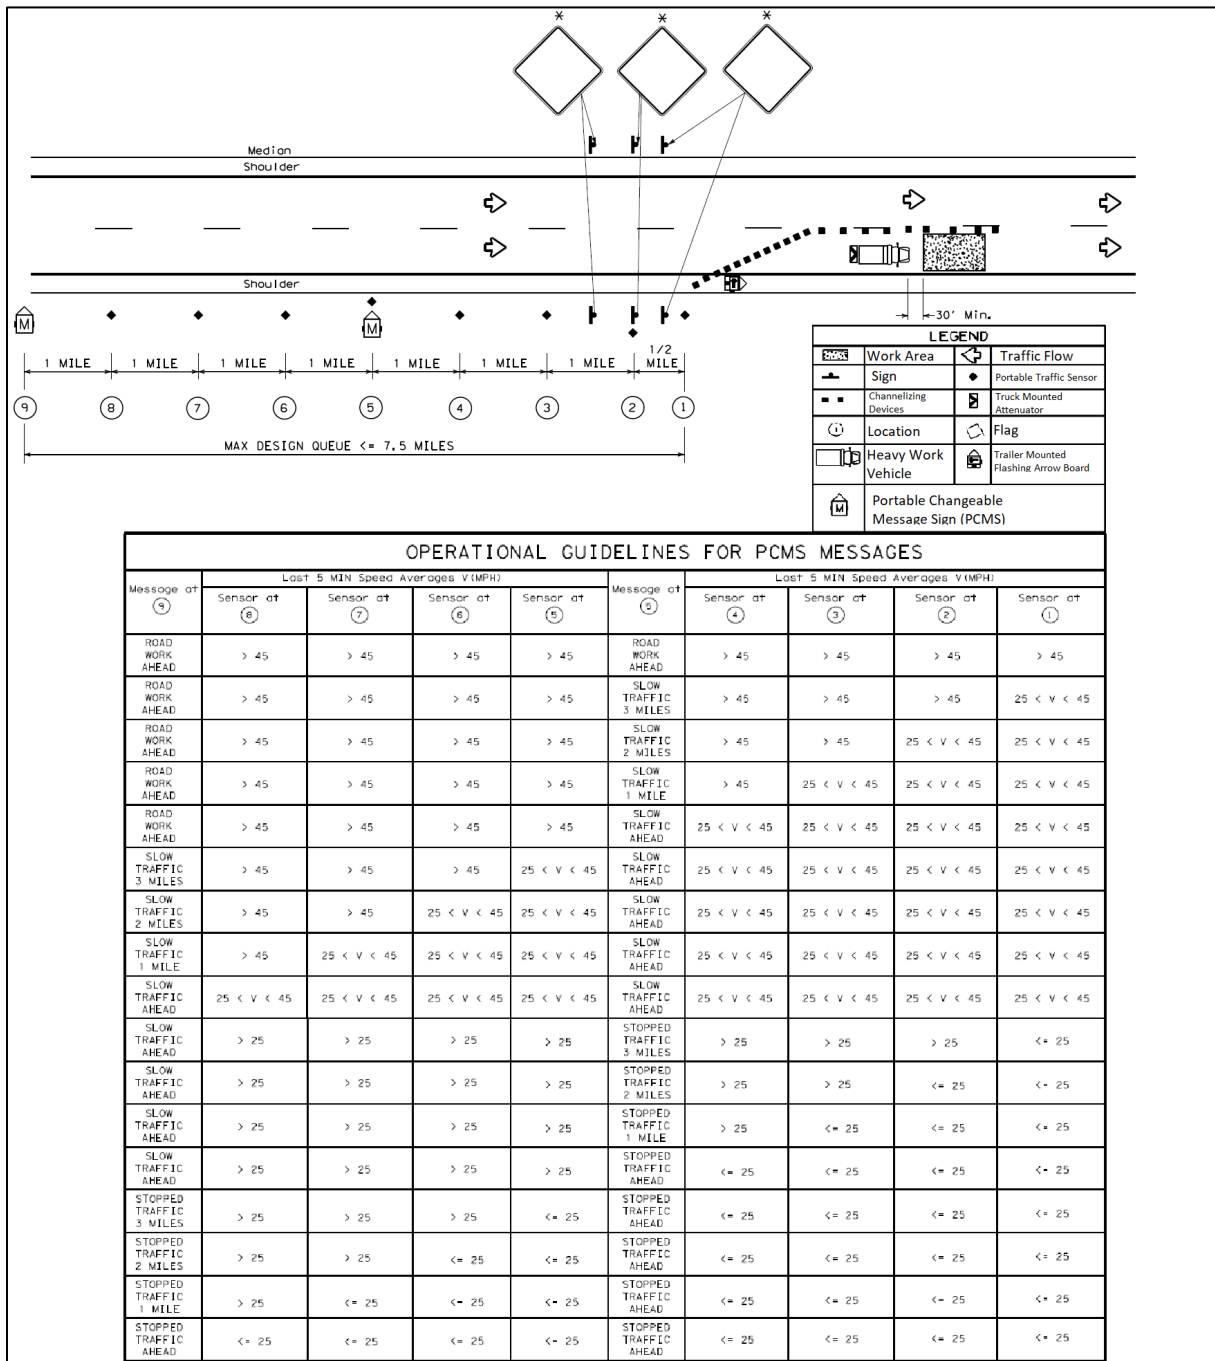 * * *
Median
Shoulder
Shoulder
M M
30' Min.
1 MILE 1 MILE 1 MILE 1 MILE 1 MILE 1 MILE 1 MILE 1/2 MILE
9 8 7 6 5 4 3 2 1
MAX DESIGN QUEUE <= 7.5 MILES
LEGEND
Work Area Traffic Flow
Sign Portable Traffic Sensor
Channelizing Devices Truck Mounted Attenuator
Location Flag
Heavy Work Vehicle Trailer Mounted Flashing Arrow Board
M Portable Changeable Message Sign (PCMS)
OPERATIONAL GUIDELINES FOR PCMS MESSAGES
Message at 9 Last 5 MIN Speed Averages V(MPH) Message at 5 Last 5 MIN Speed Averages V(MPH)
Sensor at 8 Sensor at 7 Sensor at 6 Sensor at 5 Sensor at 4 Sensor at 3 Sensor at 2 Sensor at 1
ROAD WORK AHEAD > 45 > 45 > 45 > 45 ROAD WORK AHEAD > 45 > 45 > 45 > 45
ROAD WORK AHEAD > 45 > 45 > 45 > 45 SLOW TRAFFIC 3 MILES > 45 > 45 > 45 25 < V < 45
ROAD WORK AHEAD > 45 > 45 > 45 > 45 SLOW TRAFFIC 2 MILES > 45 > 45 25 < V < 45 25 < V < 45
ROAD WORK AHEAD > 45 > 45 > 45 > 45 SLOW TRAFFIC 1 MILE > 45 25 < V < 45 25 < V < 45 25 < V < 45
ROAD WORK AHEAD > 45 > 45 > 45 > 45 SLOW TRAFFIC AHEAD 25 < V < 45 25 < V < 45 25 < V < 45 25 < V < 45
SLOW TRAFFIC 3 MILES > 45 > 45 > 45 25 < V < 45 SLOW TRAFFIC AHEAD 25 < V < 45 25 < V < 45 25 < V < 45 25 < V < 45
SLOW TRAFFIC 2 MILES > 45 > 45 25 < V < 45 25 < V < 45 SLOW TRAFFIC AHEAD 25 < V < 45 25 < V < 45 25 < V < 45 25 < V < 45
SLOW TRAFFIC 1 MILE > 45 25 < V < 45 25 < V < 45 25 < V < 45 SLOW TRAFFIC AHEAD 25 < V < 45 25 < V < 45 25 < V < 45 25 < V < 45
SLOW TRAFFIC AHEAD 25 < V < 45 25 < V < 45 25 < V < 45 25 < V < 45 SLOW TRAFFIC AHEAD 25 < V < 45 25 < V < 45 25 < V < 45 25 < V < 45
SLOW TRAFFIC AHEAD > 25 > 25 > 25 > 25 STOPPED TRAFFIC 3 MILES > 25 > 25 > 25 <= 25
SLOW TRAFFIC AHEAD > 25 > 25 > 25 > 25 STOPPED TRAFFIC 2 MILES > 25 > 25 <= 25 <= 25
SLOW TRAFFIC AHEAD > 25 > 25 > 25 > 25 STOPPED TRAFFIC 1 MILE > 25 <= 25 <= 25 <= 25
SLOW TRAFFIC AHEAD > 25 > 25 > 25 > 25 STOPPED TRAFFIC AHEAD <= 25 <= 25 <= 25 <= 25
STOPPED TRAFFIC 3 MILES > 25 > 25 > 25 <= 25 STOPPED TRAFFIC AHEAD <= 25 <= 25 <= 25 <= 25
STOPPED TRAFFIC 2 MILES > 25 > 25 <= 25 <= 25 STOPPED TRAFFIC AHEAD <= 25 <= 25 <= 25 <= 25
STOPPED TRAFFIC 1 MILE > 25 <= 25 <= 25 <= 25 STOPPED TRAFFIC AHEAD <= 25 <= 25 <= 25 <= 25
STOPPED TRAFFIC AHEAD <= 25 <= 25 <= 25 <= 25 STOPPED TRAFFIC AHEAD <= 25 <= 25 <= 25 <= 25